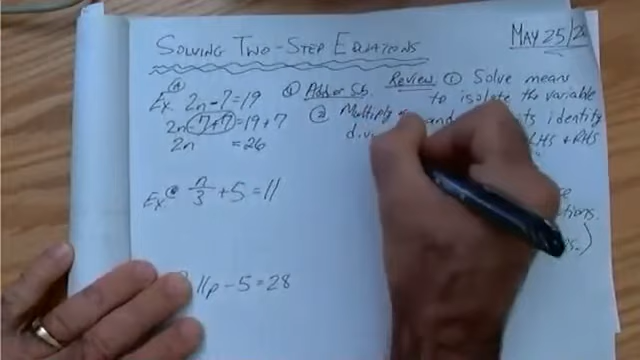 SOLVING TWO-STEP EQUATIONS
MAY 25/2
Ex Ⓐ 2n - 7 = 19
2n - 7 + 7 = 19 + 7
2n = 26
Ex n/3 + 5 = 11
11p - 5 = 28
① Add or Sub.
② Multiply
div
Review ① Solve means
to isolate the variable
and identity
LHS + RHS